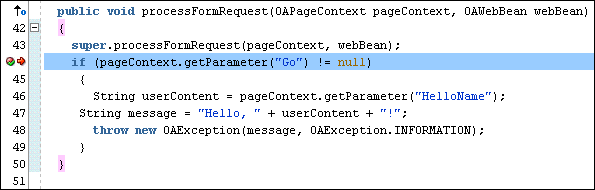 public void processFormRequest(OAPageContext pageContext, OAWebBean webBean)
42 {
43 super.processFormRequest(pageContext, webBean);
if (pageContext.getParameter("Go") != null)
45 {
46 String userContent = pageContext.getParameter("HelloName");
47 String message = "Hello, " + userContent + "!";
48 throw new OAException(message, OAException.INFORMATION);
49 }
50 }
51